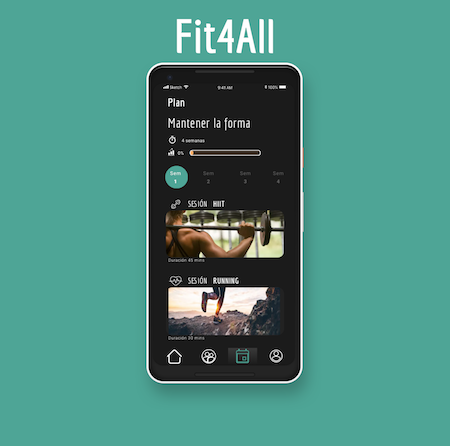 Fit4All
Sketch 9:41 AM 100%
Plan
Mantener la forma
4 semanas
0%
Sem Sem Sem Sem
1 2 3 4
SESIÓN HIIT
Duración 45 mins
SESIÓN RUNNING
Duración 30 mins